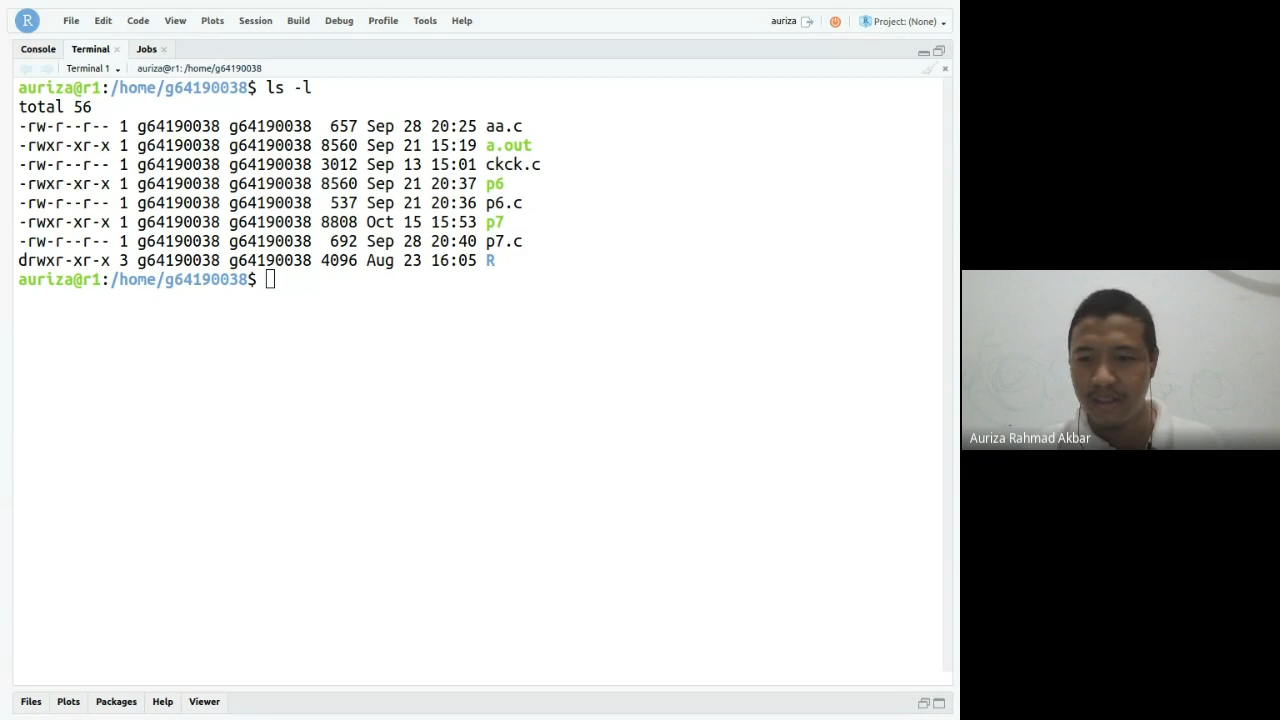 R File Edit Code View Plots Session Build Debug Profile Tools Help auriza R Project: (None)
Console Terminal Jobs
Terminal 1 auriza@r1: /home/g64190038
auriza@r1:/home/g64190038$ ls -l
total 56
-rw-r--r-- 1 g64190038 g64190038 657 Sep 28 20:25 aa.c
-rwxr-xr-x 1 g64190038 g64190038 8560 Sep 21 15:19 a.out
-rw-r--r-- 1 g64190038 g64190038 3012 Sep 13 15:01 ckck.c
-rwxr-xr-x 1 g64190038 g64190038 8560 Sep 21 20:37 p6
-rw-r--r-- 1 g64190038 g64190038 537 Sep 21 20:36 p6.c
-rwxr-xr-x 1 g64190038 g64190038 8808 Oct 15 15:53 p7
-rw-r--r-- 1 g64190038 g64190038 692 Sep 28 20:40 p7.c
drwxr-xr-x 3 g64190038 g64190038 4096 Aug 23 16:05 R
auriza@r1:/home/g64190038$
Auriza Rahmad Akbar
Files Plots Packages Help Viewer